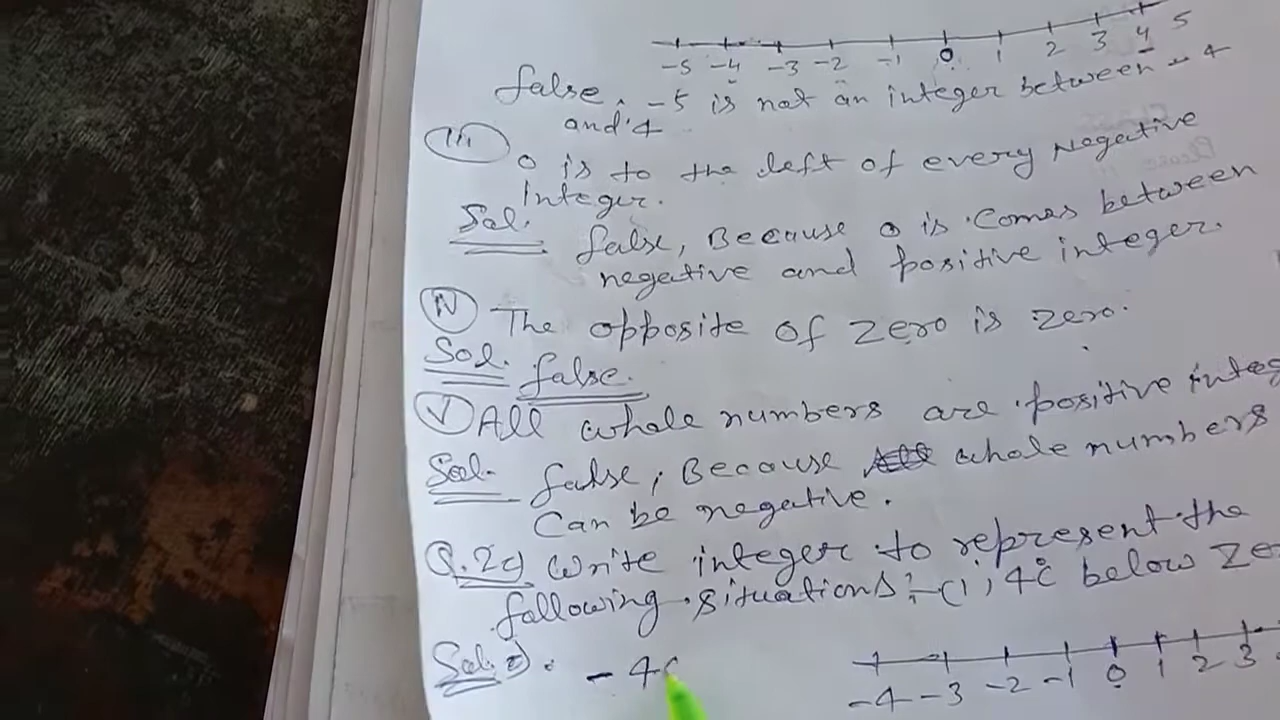 -5 -4 -3 -2 -1 0 1 2 3 4 5
false. -5 is not an integer between -4
and 4
(iii) 0 is to the left of every Negative
Integer.
Sol. false, Because 0 is comes between
negative and positive integer.
(iv) The opposite of zero is zero.
Sol. false.
(v) All whole numbers are positive integ
Sol. false, Because whole numbers
can be negative.
Q.2c) Write integer to represent the
following situations:- (i) 4°c below Ze
Sol. - 4
-4 -3 -2 -1 0 1 2 3